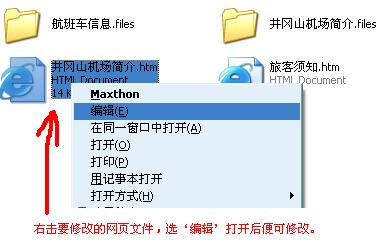 航班车信息.files
井冈山机场简介.files
井冈山机场简介.htm
HTML Document
14 K
旅客须知.htm
HTML Document
Maxthon
编辑(E)
在同一窗口中打开(A)
打开(O)
打印(P)
用记事本打开
打开方式(H)
右击要修改的网页文件，选‘编辑’打开后便可修改。